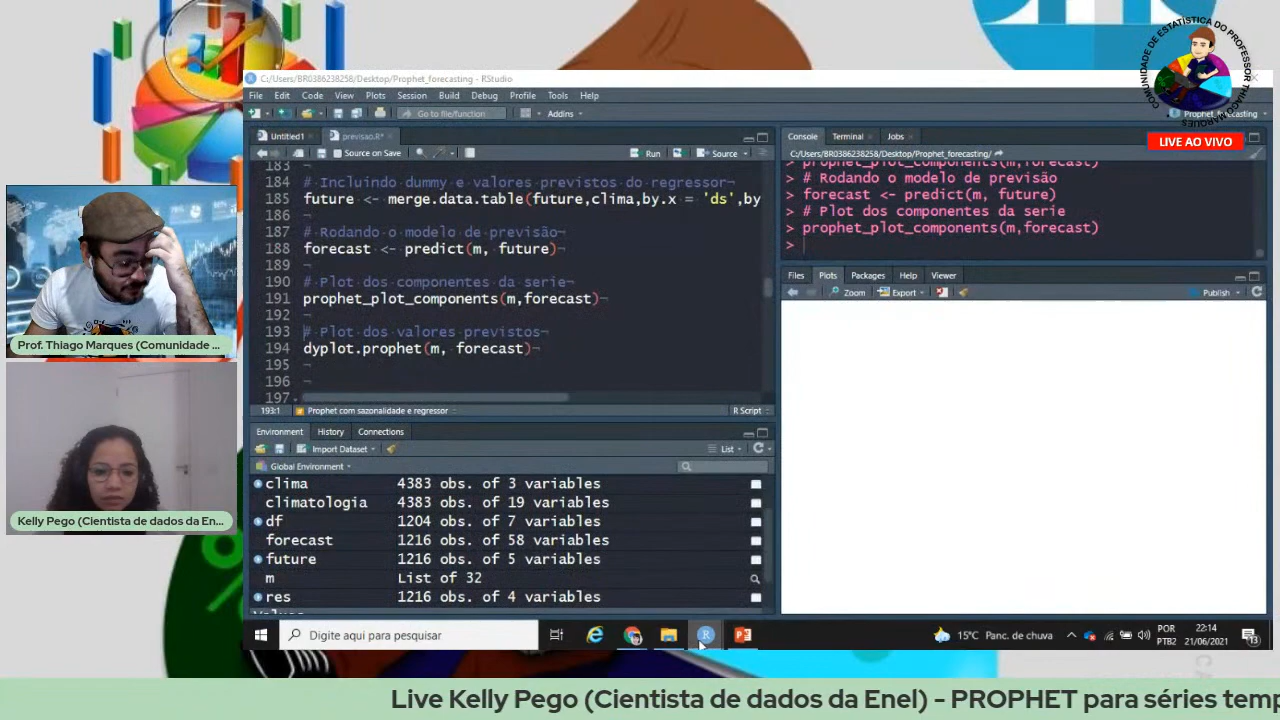 COMUNIDADE DE ESTATÍSTICA DO PROFESSOR THIAGO MARQUES
LIVE AO VIVO
C:/Users/BR0386238258/Desktop/Prophet_forecasting - RStudio
File Edit Code View Plots Session Build Debug Profile Tools Help
Go to file/function Addins
Prophet_forecasting
Untitled1 previsao.R*
Source on Save Run Source
183
184 # Incluindo dummy e valores previstos do regressor¬
185 future <- merge.data.table(future,clima,by.x = 'ds',by
186 ¬
187 # Rodando o modelo de previsão¬
188 forecast <- predict(m, future)¬
189 ¬
190 # Plot dos componentes da serie¬
191 prophet_plot_components(m,forecast)¬
192 ¬
193 # Plot dos valores previstos¬
194 dyplot.prophet(m, forecast)¬
195 ¬
196 ¬
197
193:1 Prophet com sazonalidade e regressor R Script
Environment History Connections
Import Dataset List
Global Environment
clima 4383 obs. of 3 variables
climatologia 4383 obs. of 19 variables
df 1204 obs. of 7 variables
forecast 1216 obs. of 58 variables
future 1216 obs. of 5 variables
m List of 32
res 1216 obs. of 4 variables
Console Terminal Jobs
C:/Users/BR0386238258/Desktop/Prophet_forecasting/
> prophet_plot_components(m,forecast)
> # Rodando o modelo de previsão
> forecast <- predict(m, future)
> # Plot dos componentes da serie
> prophet_plot_components(m,forecast)
>
Files Plots Packages Help Viewer
Zoom Export Publish
Prof. Thiago Marques (Comunidade ...
Kelly Pego (Cientista de dados da En...
Digite aqui para pesquisar
15°C Panc. de chuva
POR
PTB2
22:14
21/06/2021
13
Live Kelly Pego (Cientista de dados da Enel) - PROPHET para séries temp